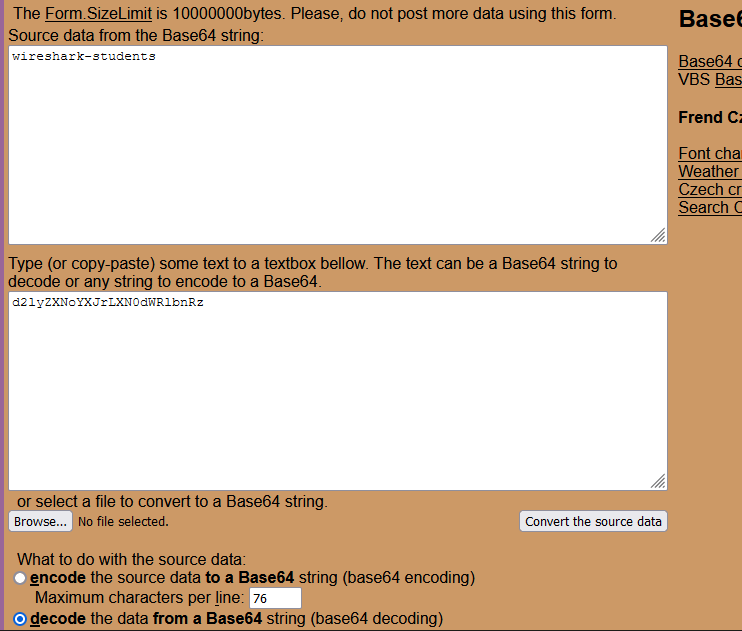 The Form.SizeLimit is 10000000bytes. Please, do not post more data using this form.
Source data from the Base64 string:
wireshark-students
Type (or copy-paste) some text to a textbox bellow. The text can be a Base64 string to
decode or any string to encode to a Base64.
d2lyZXNoYXJrLXN0dWRlbnRz
or select a file to convert to a Base64 string.
Browse... No file selected.
Convert the source data
What to do with the source data:
encode the source data to a Base64 string (base64 encoding)
Maximum characters per line: 76
decode the data from a Base64 string (base64 decoding)
Base6
Base64 c
VBS Bas
Frend Cz
Font cha
Weather
Czech cr
Search C